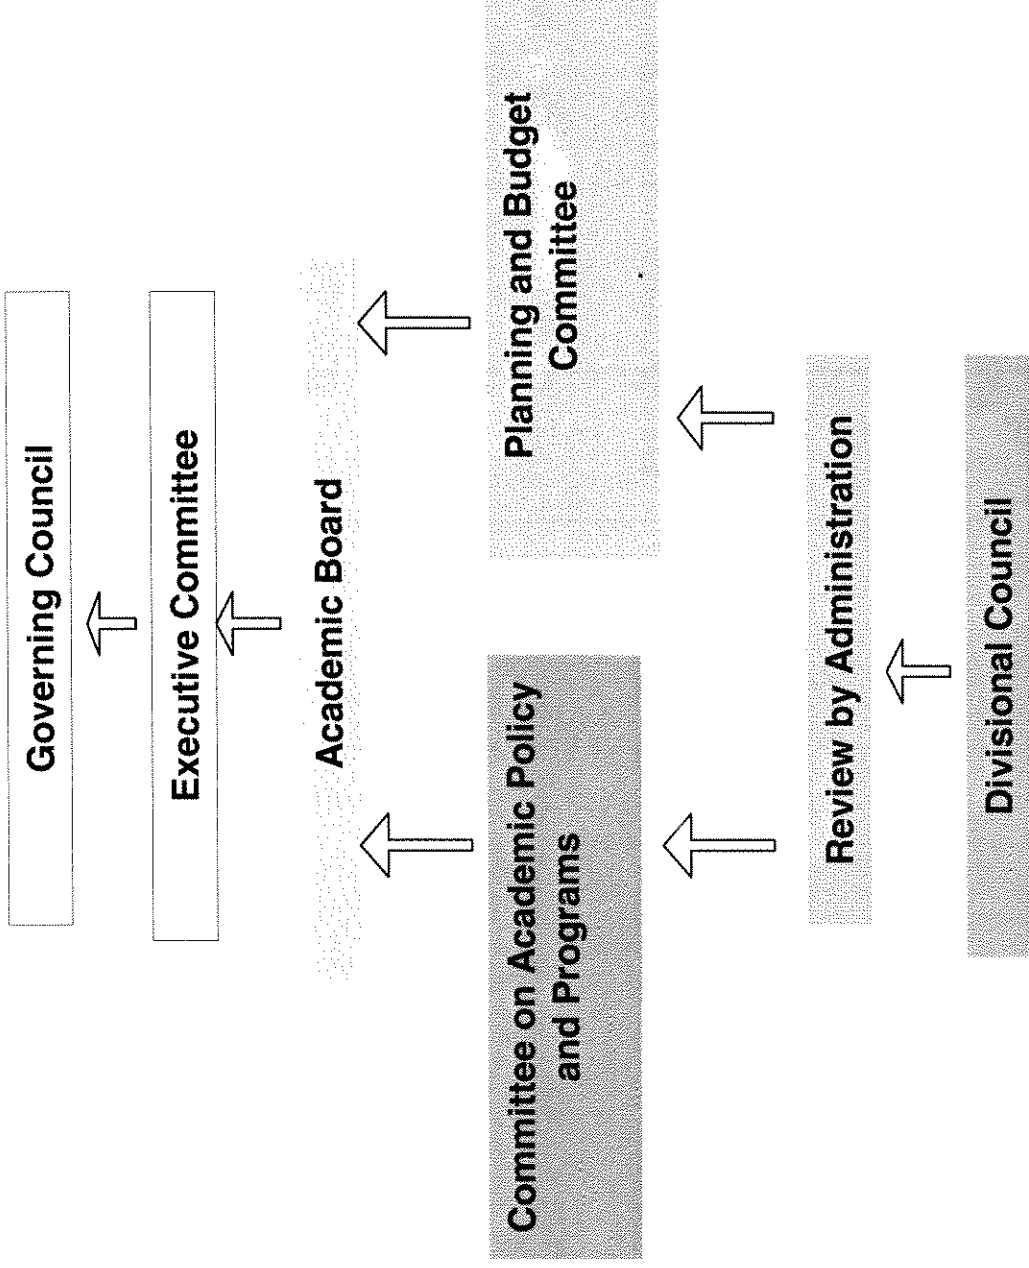 Governing Council
Executive Committee
Academic Board
Committee on Academic Policy
and Programs
Planning and Budget
Committee
Review by Administration
Divisional Council